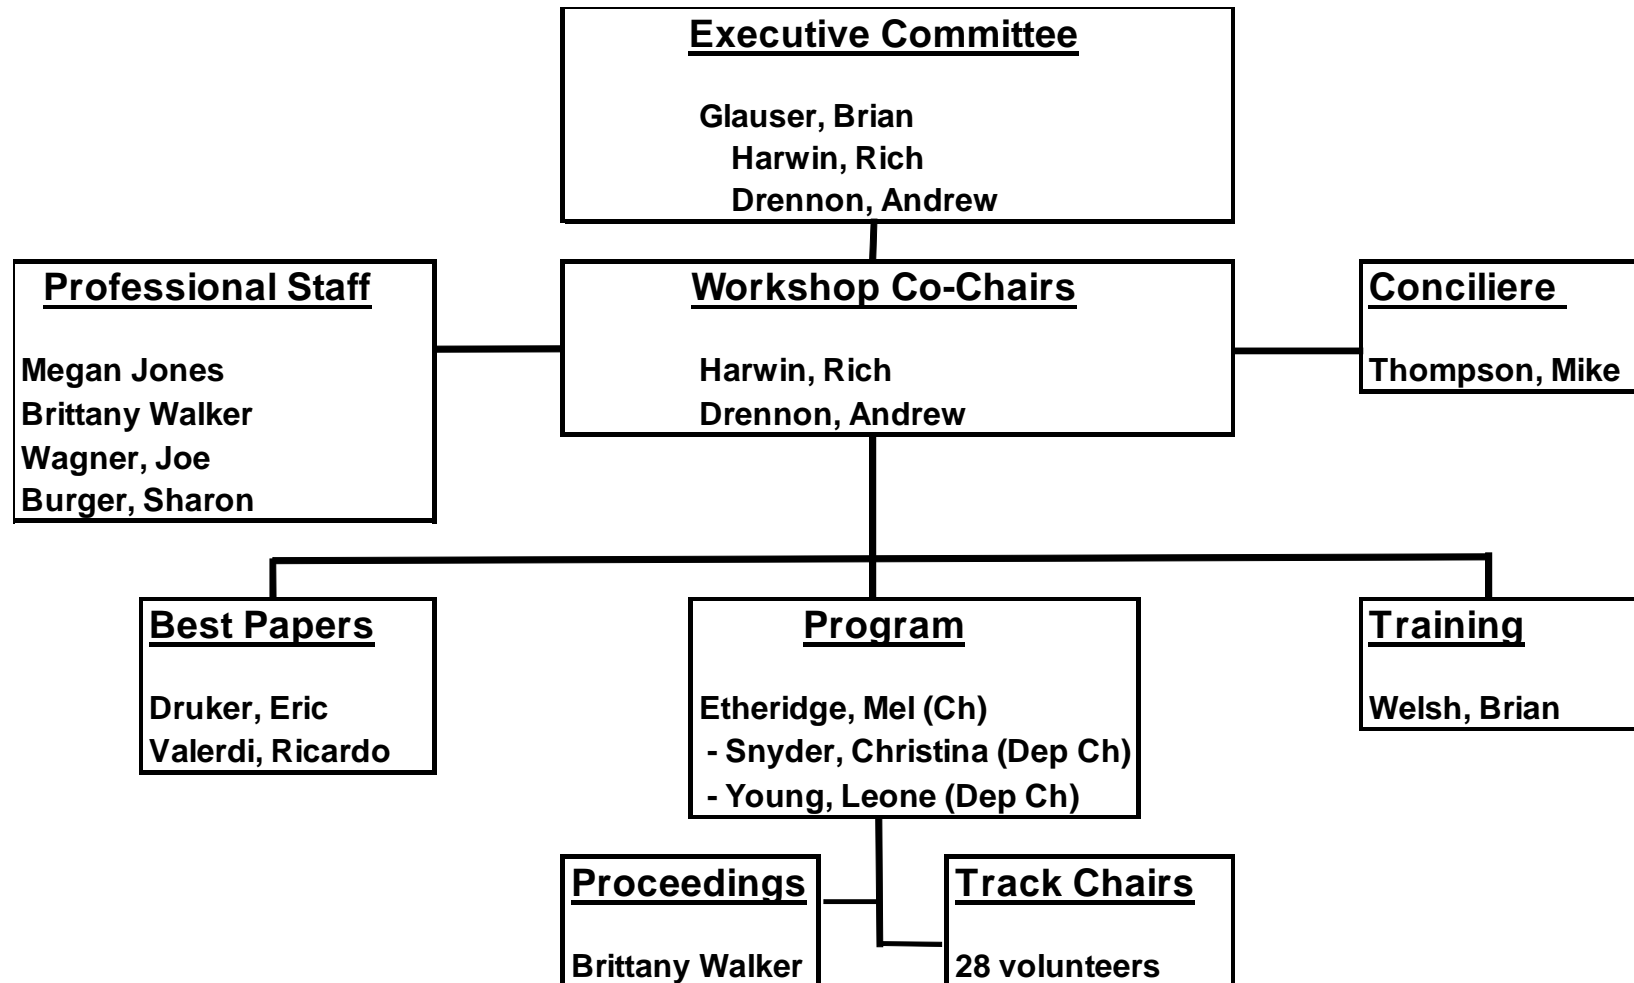 Executive Committee
Glauser, Brian
Harwin, Rich
Drennon, Andrew
Professional Staff
Megan Jones
Brittany Walker
Wagner, Joe
Burger, Sharon
Workshop Co-Chairs
Harwin, Rich
Drennon, Andrew
Conciliere
Thompson, Mike
Best Papers
Druker, Eric
Valerdi, Ricardo
Program
Etheridge, Mel (Ch)
- Snyder, Christina (Dep Ch)
- Young, Leone (Dep Ch)
Training
Welsh, Brian
Proceedings
Brittany Walker
Track Chairs
28 volunteers